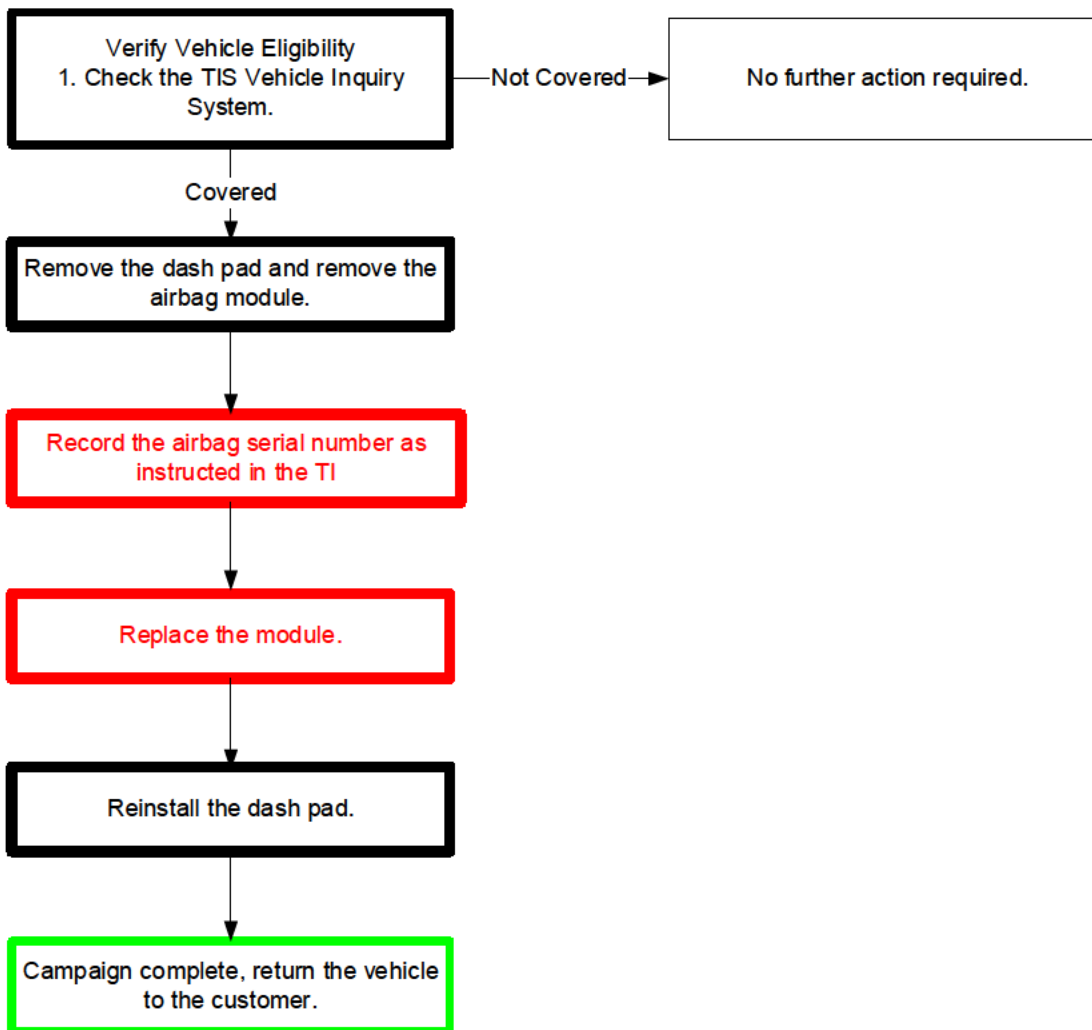 Verify Vehicle Eligibility
1. Check the TIS Vehicle Inquiry
System.
Not Covered
No further action required.
Covered
Remove the dash pad and remove the
airbag module.
Record the airbag serial number as
instructed in the TI
Replace the module.
Reinstall the dash pad.
Campaign complete, return the vehicle
to the customer.